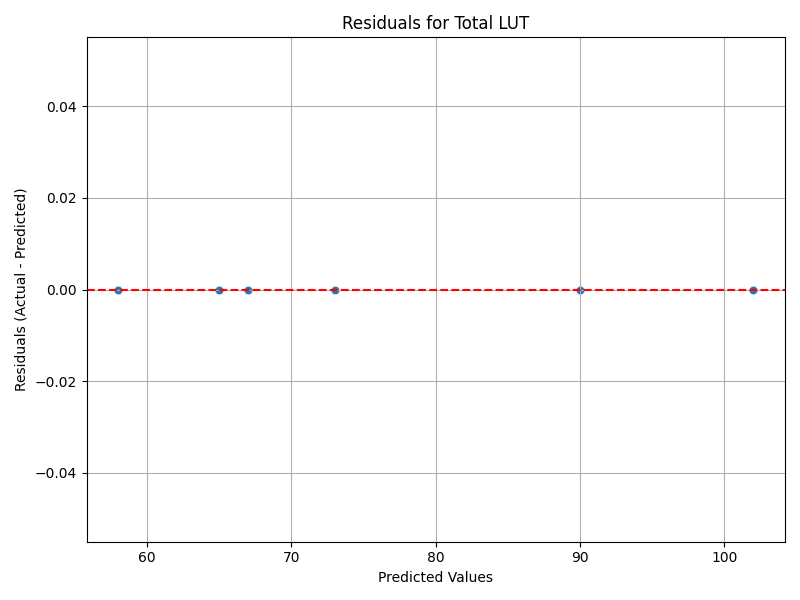 Residuals for Total LUT
Residuals (Actual - Predicted)
0.04
0.02
0.00
−0.02
−0.04
60 70 80 90 100
Predicted Values